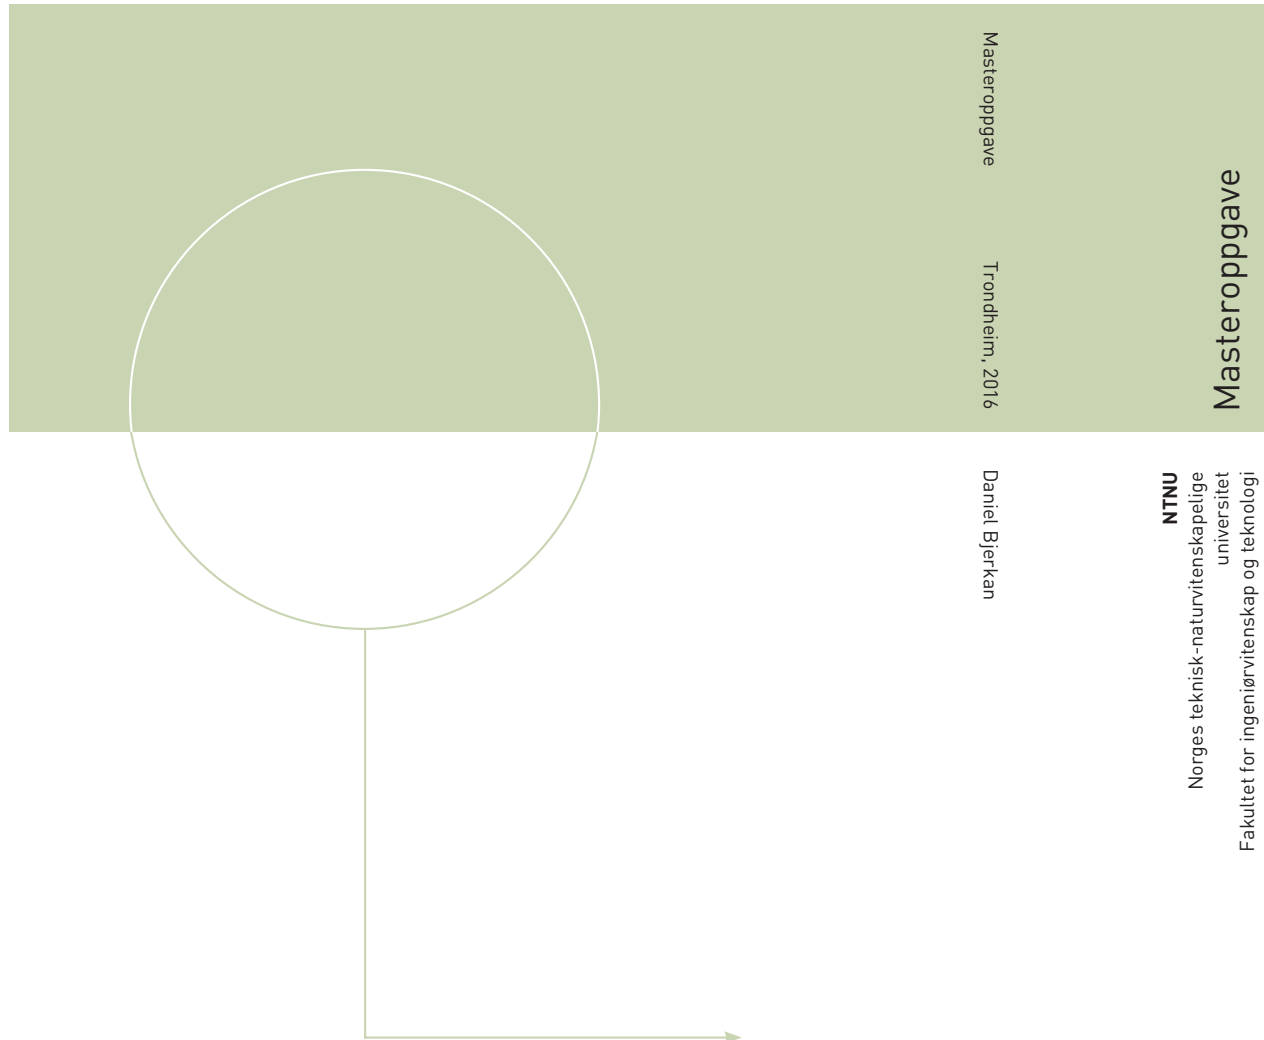 Masteroppgave
Trondheim, 2016
Daniel Bjerkan
Masteroppgave
NTNU
Norges teknisk-naturvitenskapelige
universitet
Fakultet for ingeniørvitenskap og teknologi